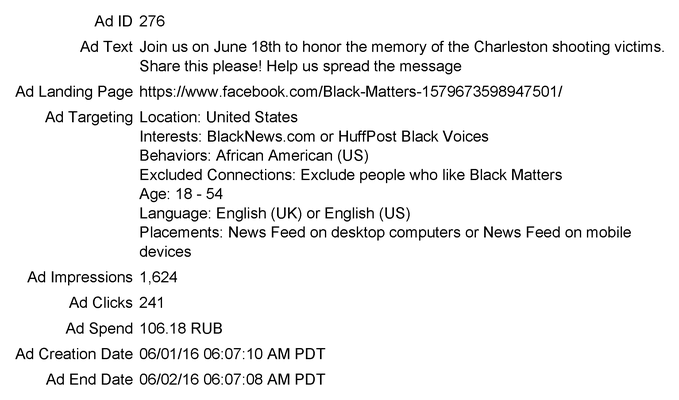 Ad ID 276
Ad Text Join us on June 18th to honor the memory of the Charleston shooting victims.
Share this please! Help us spread the message
Ad Landing Page https://www.facebook.com/Black-Matters-1579673598947501/
Ad Targeting Location: United States
Interests: BlackNews.com or HuffPost Black Voices
Behaviors: African American (US)
Excluded Connections: Exclude people who like Black Matters
Age: 18 - 54
Language: English (UK) or English (US)
Placements: News Feed on desktop computers or News Feed on mobile
devices
Ad Impressions 1,624
Ad Clicks 241
Ad Spend 106.18 RUB
Ad Creation Date 06/01/16 06:07:10 AM PDT
Ad End Date 06/02/16 06:07:08 AM PDT